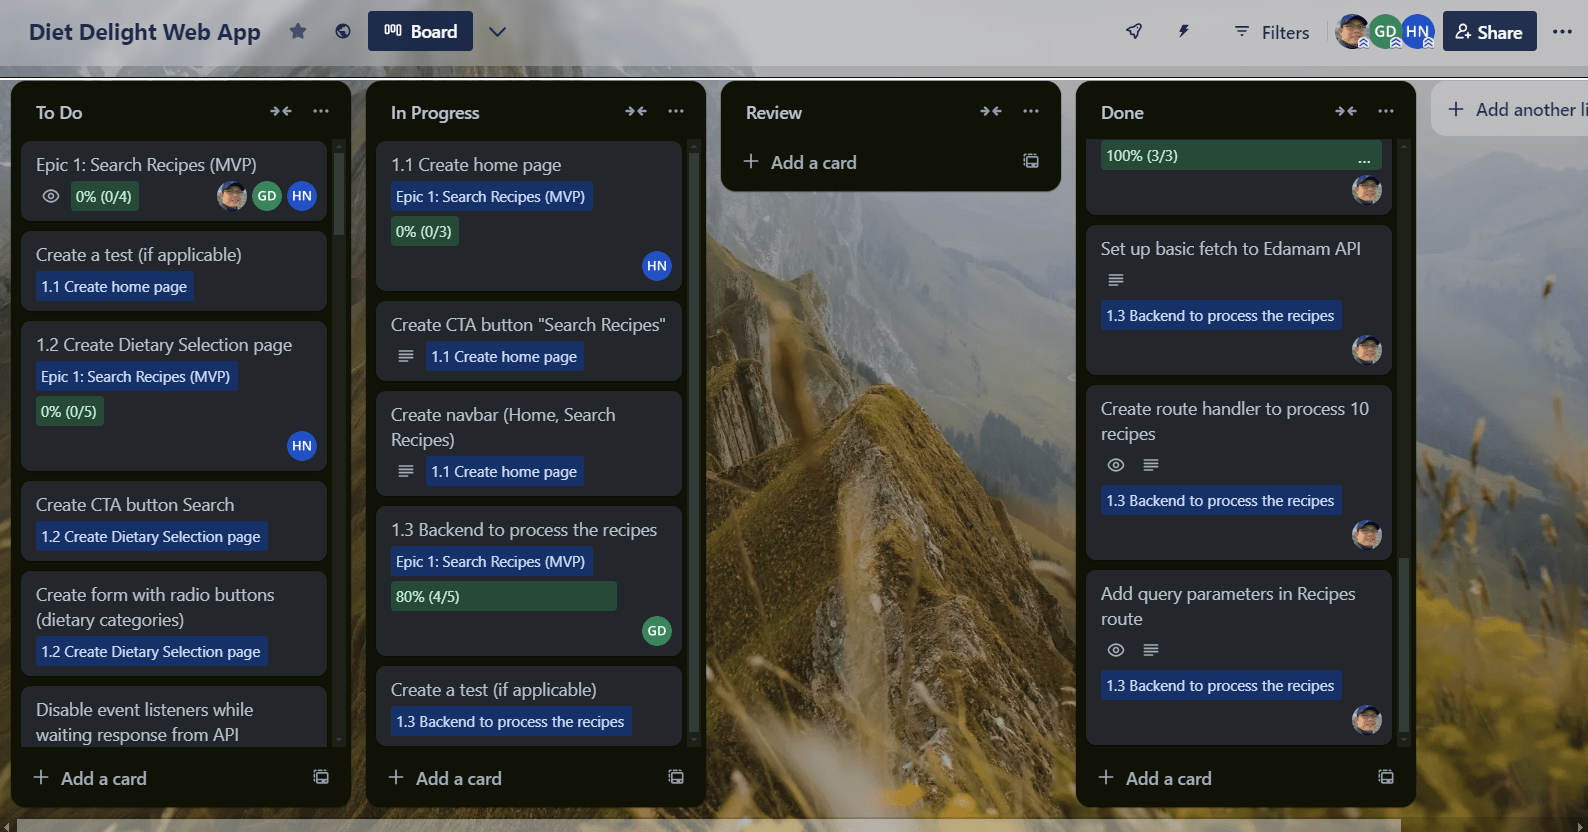 Diet Delight Web App
Board
Filters
GD
HN
Share
To Do
Epic 1: Search Recipes (MVP)
0% (0/4)
GD
HN
Create a test (if applicable)
1.1 Create home page
1.2 Create Dietary Selection page
Epic 1: Search Recipes (MVP)
0% (0/5)
HN
Create CTA button Search
1.2 Create Dietary Selection page
Create form with radio buttons
(dietary categories)
1.2 Create Dietary Selection page
Disable event listeners while
waiting response from API
+ Add a card
In Progress
1.1 Create home page
Epic 1: Search Recipes (MVP)
0% (0/3)
HN
Create CTA button "Search Recipes"
1.1 Create home page
Create navbar (Home, Search
Recipes)
1.1 Create home page
1.3 Backend to process the recipes
Epic 1: Search Recipes (MVP)
80% (4/5)
GD
Create a test (if applicable)
1.3 Backend to process the recipes
+ Add a card
Review
+ Add a card
Done
100% (3/3)
...
Set up basic fetch to Edamam API
1.3 Backend to process the recipes
Create route handler to process 10
recipes
1.3 Backend to process the recipes
Add query parameters in Recipes
route
1.3 Backend to process the recipes
+ Add a card
+ Add another li